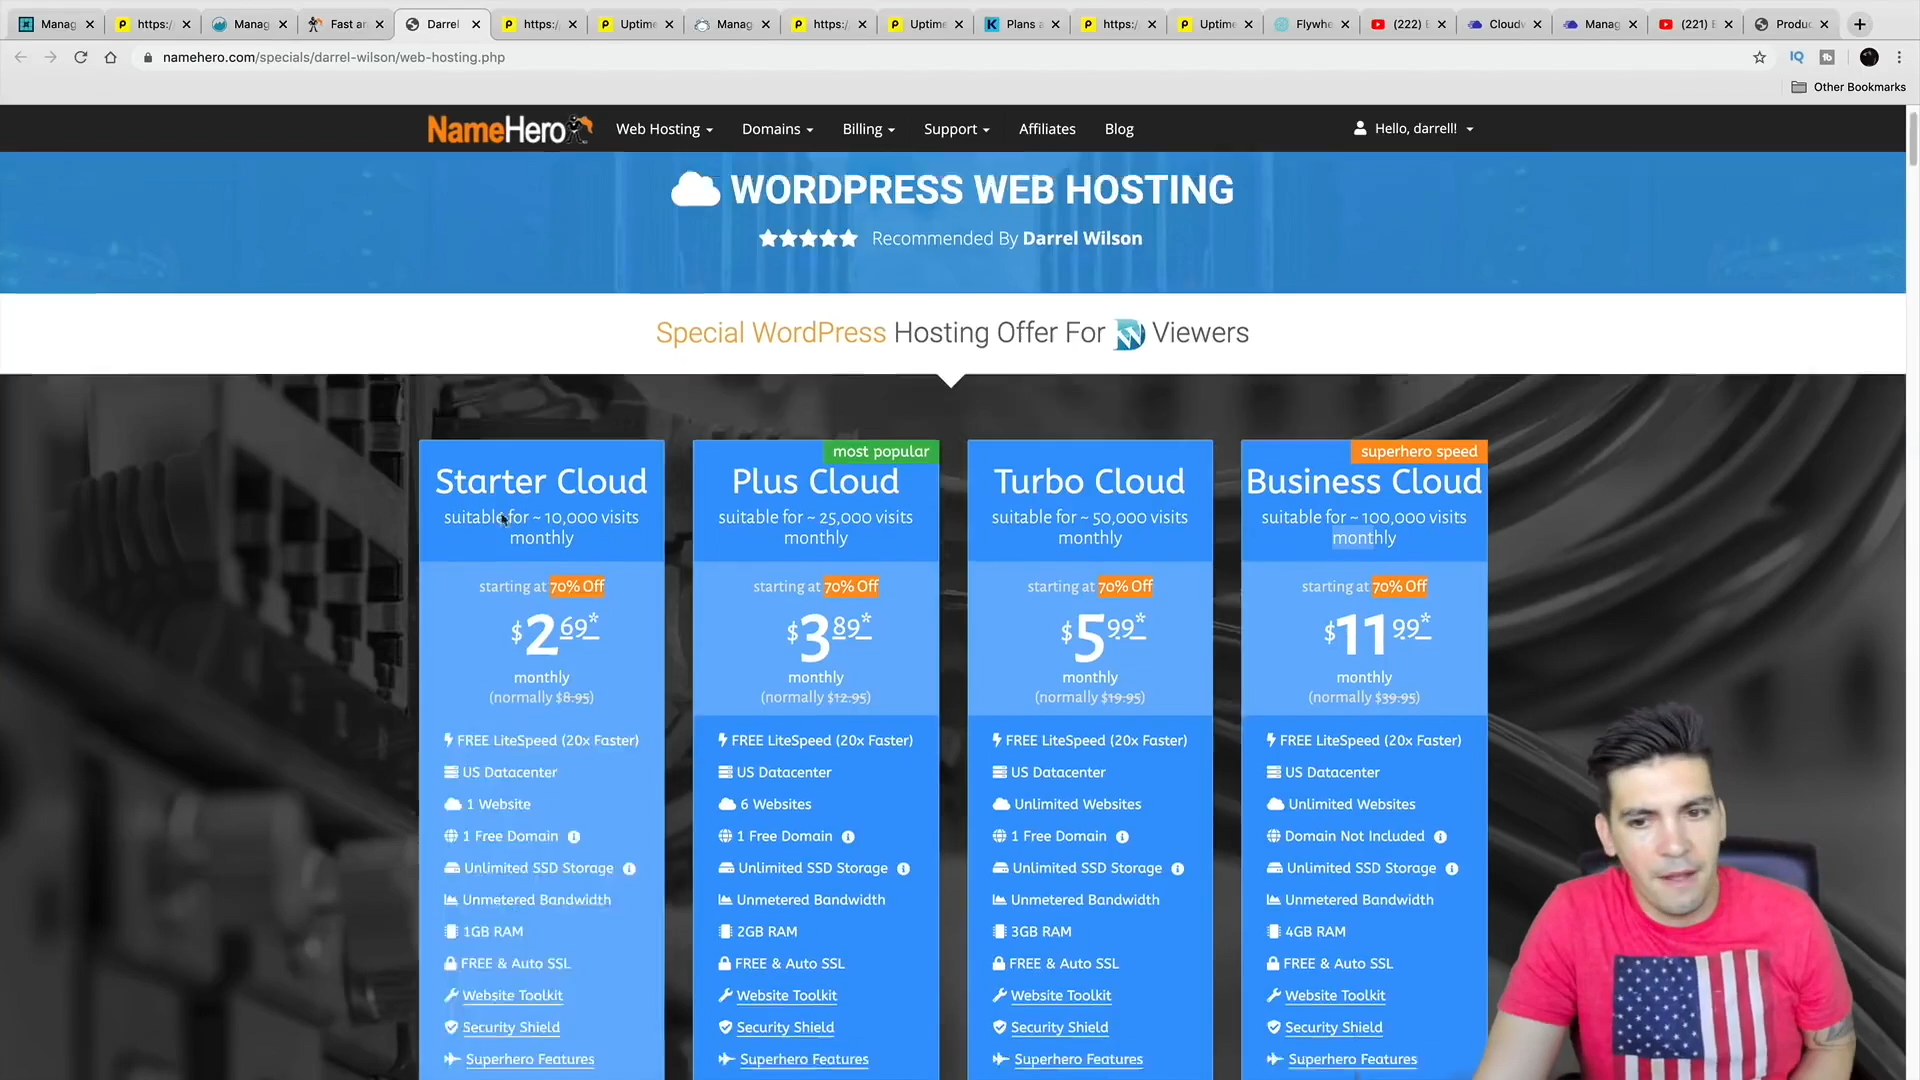 Manag
https:/
Manag
Fast an
Darrel
https:/
Uptime
Manag
https:/
Uptime
Plans a
https:/
Uptime
Flywhe
(222) E
Cloudw
Manag
(221) E
Produc
namehero.com/specials/darrel-wilson/web-hosting.php
IQ
Other Bookmarks
NameHero
Web Hosting
Domains
Billing
Support
Affiliates
Blog
Hello, darrell!
WORDPRESS WEB HOSTING
Recommended By Darrel Wilson
Special WordPress Hosting Offer For Viewers
Starter Cloud
suitable for ~ 10,000 visits
monthly
starting at 70% Off
$2 69*
monthly
(normally $8.95)
FREE LiteSpeed (20x Faster)
US Datacenter
1 Website
1 Free Domain
Unlimited SSD Storage
Unmetered Bandwidth
1GB RAM
FREE & Auto SSL
Website Toolkit
Security Shield
Superhero Features
most popular
Plus Cloud
suitable for ~ 25,000 visits
monthly
starting at 70% Off
$3 89*
monthly
(normally $12.95)
FREE LiteSpeed (20x Faster)
US Datacenter
6 Websites
1 Free Domain
Unlimited SSD Storage
Unmetered Bandwidth
2GB RAM
FREE & Auto SSL
Website Toolkit
Security Shield
Superhero Features
Turbo Cloud
suitable for ~ 50,000 visits
monthly
starting at 70% Off
$5 99*
monthly
(normally $19.95)
FREE LiteSpeed (20x Faster)
US Datacenter
Unlimited Websites
1 Free Domain
Unlimited SSD Storage
Unmetered Bandwidth
3GB RAM
FREE & Auto SSL
Website Toolkit
Security Shield
Superhero Features
superhero speed
Business Cloud
suitable for ~ 100,000 visits
monthly
starting at 70% Off
$11 99*
monthly
(normally $39.95)
FREE LiteSpeed (20x Faster)
US Datacenter
Unlimited Websites
Domain Not Included
Unlimited SSD Storage
Unmetered Bandwidth
4GB RAM
FREE & Auto SSL
Website Toolkit
Security Shield
Superhero Features